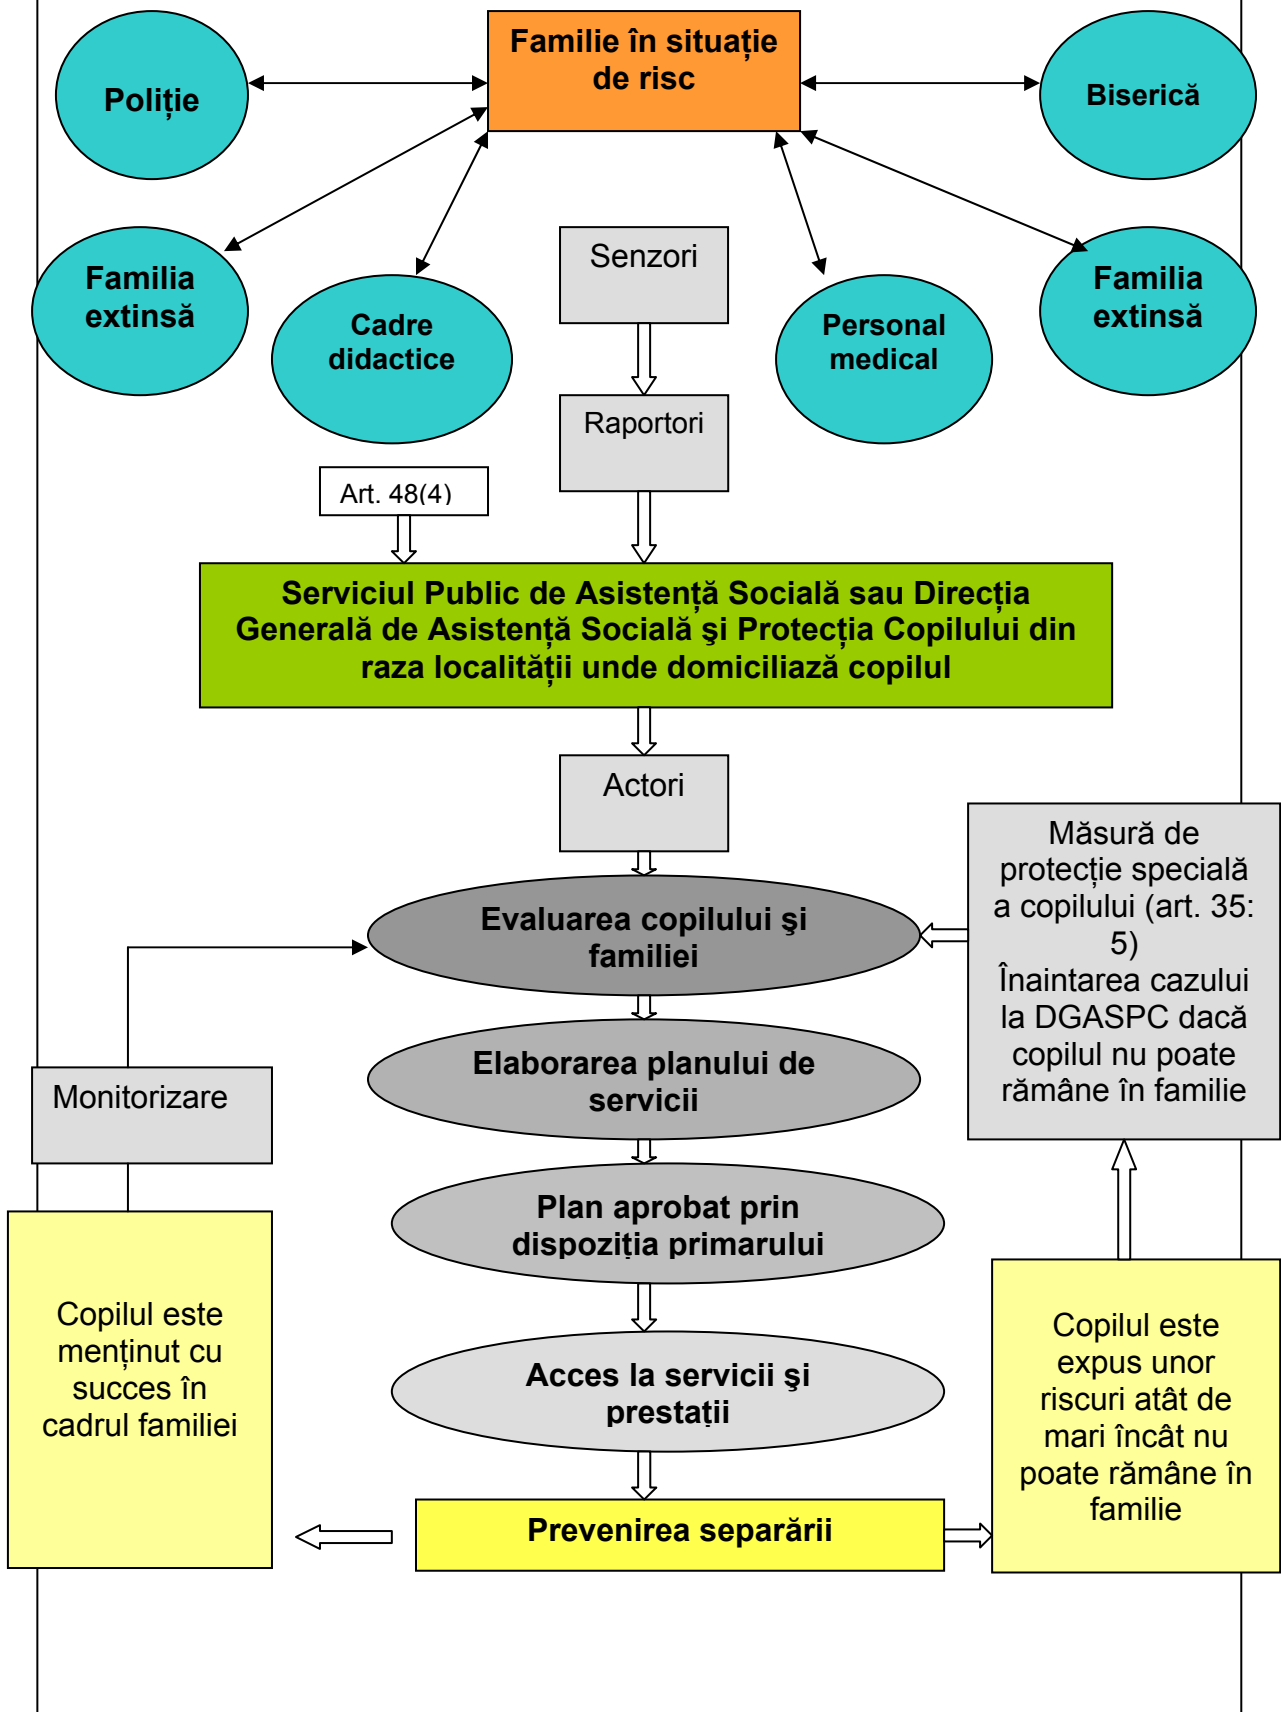 Familie în situație
de risc
Poliție
Biserică
Familia
extinsă
Cadre
didactice
Senzori
Personal
medical
Familia
extinsă
Raportori
Art. 48(4)
Serviciul Public de Asistență Socială sau Direcția
Generală de Asistență Socială şi Protecția Copilului din
raza localității unde domiciliază copilul
Actori
Măsură de
protecție specială
a copilului (art. 35:
5)
Înaintarea cazului
la DGASPC dacă
copilul nu poate
rămâne în familie
Evaluarea copilului şi
familiei
Elaborarea planului de
servicii
Monitorizare
Plan aprobat prin
dispoziția primarului
Copilul este
menținut cu
succes în
cadrul familiei
Acces la servicii şi
prestații
Copilul este
expus unor
riscuri atât de
mari încât nu
poate rămâne în
familie
Prevenirea separării